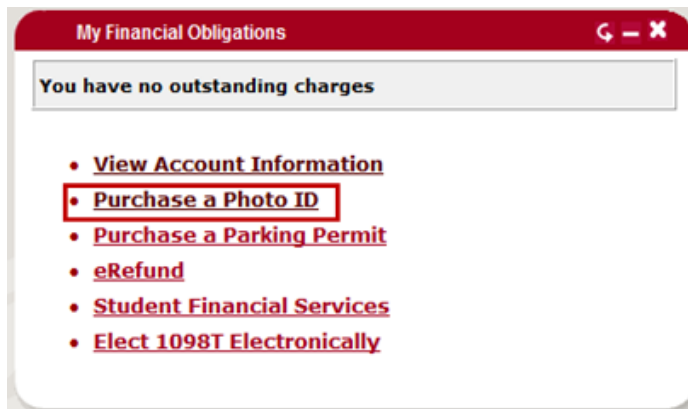 My Financial Obligations
You have no outstanding charges
View Account Information
Purchase a Photo ID
Purchase a Parking Permit
eRefund
Student Financial Services
Elect 1098T Electronically